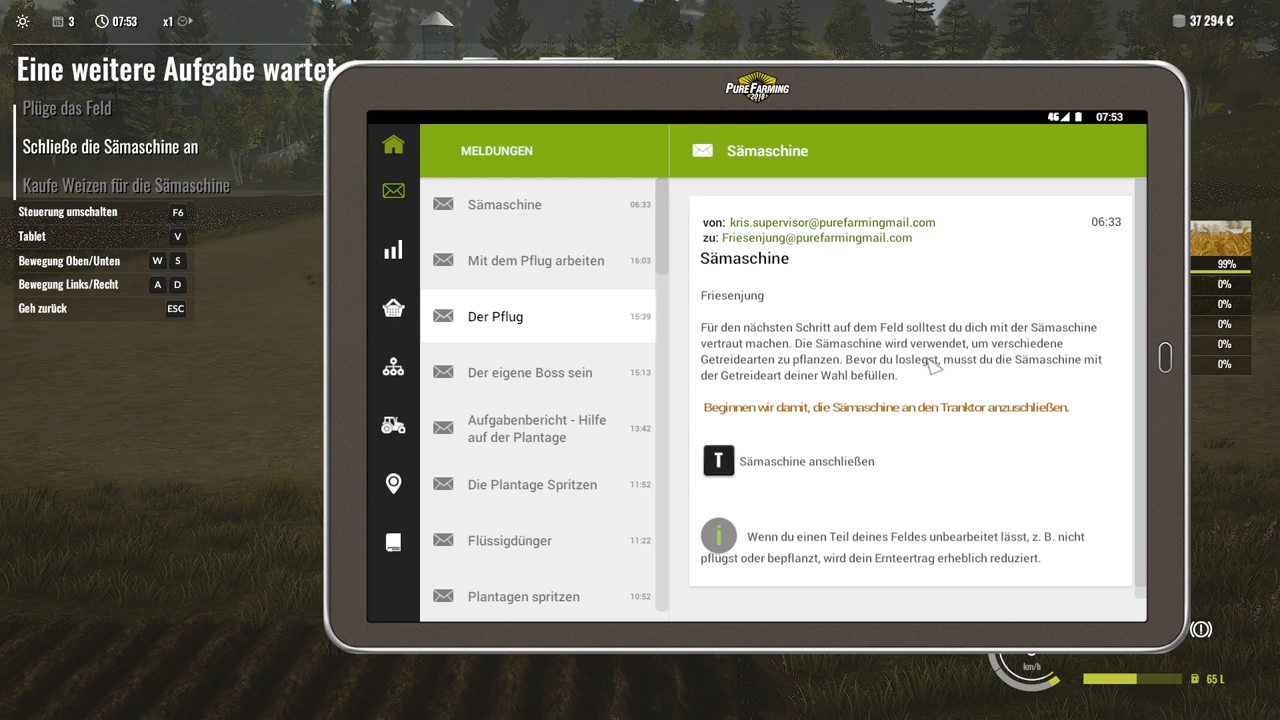 3
07:53
x1
37 294 €
Eine weitere Aufgabe wartet
Plüge das Feld
Schließe die Sämaschine an
Kaufe Weizen für die Sämaschine
Steuerung umschalten F6
Tablet V
Bewegung Oben/Unten W S
Bewegung Links/Recht A D
Geh zurück ESC
PURE FARMING
2018
4G 07:53
MELDUNGEN
Sämaschine 06:33
Mit dem Pflug arbeiten 16:03
Der Pflug 15:39
Der eigene Boss sein 15:13
Aufgabenbericht - Hilfe
auf der Plantage 13:42
Die Plantage Spritzen 11:52
Flüssigdünger 11:22
Plantagen spritzen 10:52
Sämaschine
von: kris.supervisor@purefarmingmail.com 06:33
zu: Friesenjung@purefarmingmail.com
Sämaschine
Friesenjung
Für den nächsten Schritt auf dem Feld solltest du dich mit der Sämaschine
vertraut machen. Die Sämaschine wird verwendet, um verschiedene
Getreidearten zu pflanzen. Bevor du loslegst, musst du die Sämaschine mit
der Getreideart deiner Wahl befüllen.
Beginnen wir damit, die Sämaschine an den Tranktor anzuschließen.
T Sämaschine anschließen
i Wenn du einen Teil deines Feldes unbearbeitet lässt, z. B. nicht
pflügst oder bepflanzt, wird dein Ernteertrag erheblich reduziert.
99%
0%
0%
0%
0%
0%
km/h
65 L